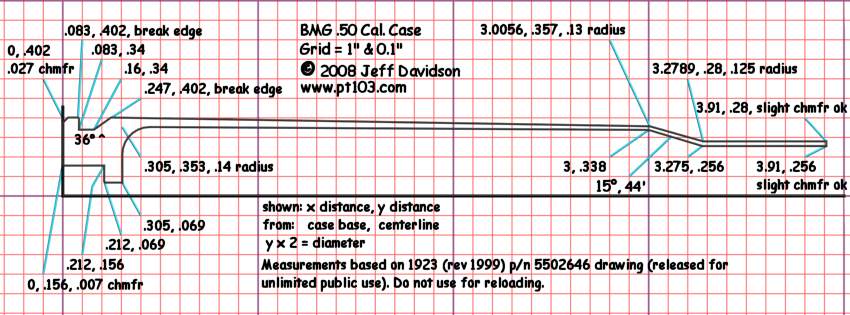 .083, .402, break edge
0, .402
.027 chmfr
.083, .34
.16, .34
.247, .402, break edge
BMG .50 Cal. Case
Grid = 1" & 0.1"
© 2008 Jeff Davidson
www.pt103.com
3.0056, .357, .13 radius
3.2789, .28, .125 radius
3.91, .28, slight chmfr ok
36° ^
.305, .353, .14 radius
3, .338
15°, 44'
3.275, .256
3.91, .256
slight chmfr ok
.305, .069
.212, .069
.212, .156
0, .156, .007 chmfr
shown: x distance, y distance
from: case base, centerline
y x 2 = diameter
Measurements based on 1923 (rev 1999) p/n 5502646 drawing (released for
unlimited public use). Do not use for reloading.